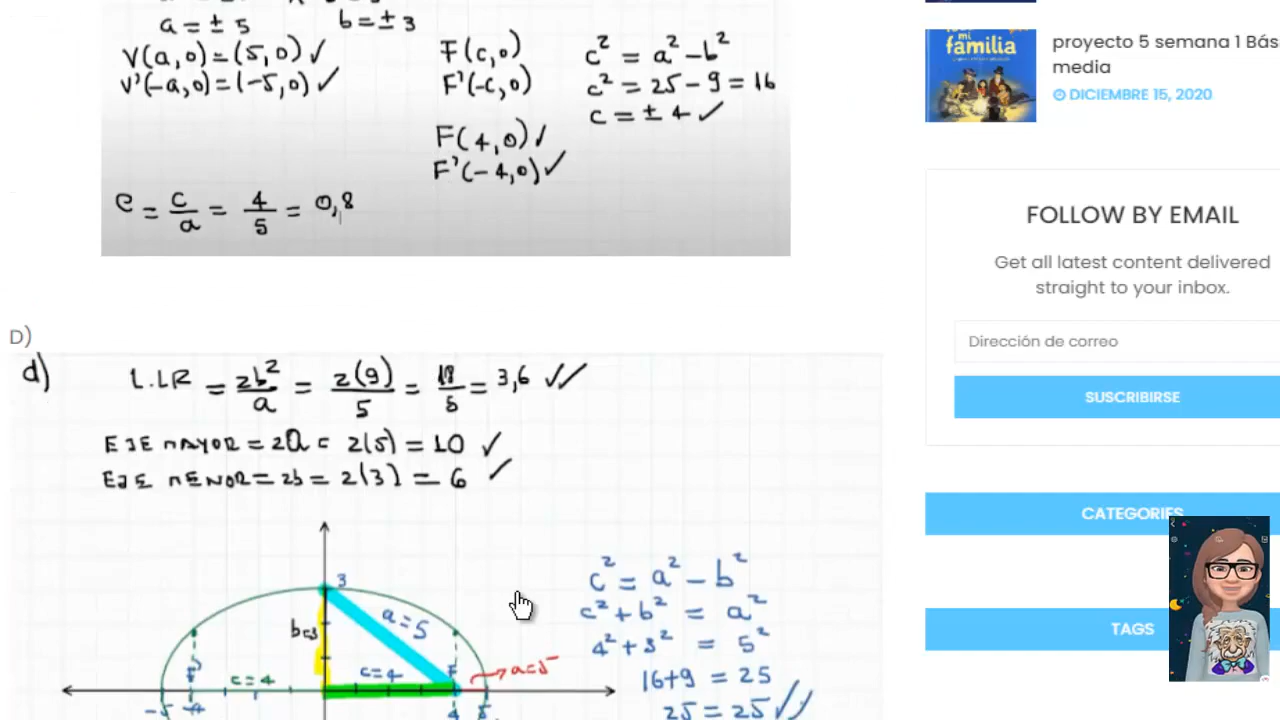 a = ± 5
b = ± 3
V(a,0) = (5,0) ✓
V'(-a,0) = (-5,0) ✓
F(c,0)
F'(-c,0)
c² = a² - b²
c² = 25 - 9 = 16
c = ± 4 ✓
F(4,0) ✓
F'(-4,0) ✓
e = c/a = 4/5 = 0,8
D)
d)
L.LR = 2b²/a = 2(9)/5 = 18/5 = 3,6 ✓✓
EJE MAYOR = 2a = 2(5) = 10 ✓
EJE MENOR = 2b = 2(3) = 6 ✓
3
a = 5
b=3
c = 4
c = 4
F
a=5
-5
-4
4
5
c² = a² - b²
c² + b² = a²
4² + 3² = 5²
16+9 = 25
25 = 25 ✓✓
mi
familia
proyecto 5 semana 1 Bás
media
DICIEMBRE 15, 2020
FOLLOW BY EMAIL
Get all latest content delivered
straight to your inbox.
Dirección de correo
SUSCRIBIRSE
CATEGORIES
TAGS